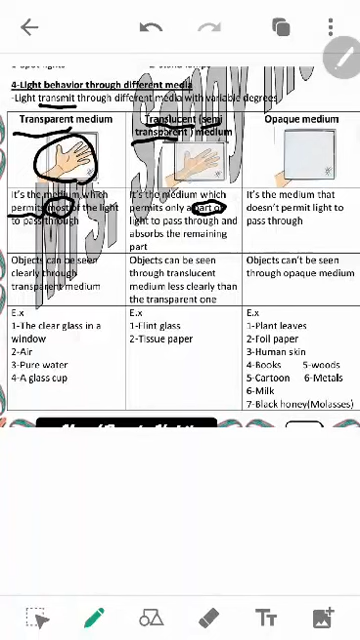 4-Light behavior through different media
-Light transmit through different media with variable degrees
Transparent medium
Translucent (semi
transparent ) medium
Opaque medium
It's the medium which
permits most of the light
to pass through
It's the medium which
permits only a part of
light to pass through and
absorbs the remaining
part
It's the medium that
doesn't permit light to
pass through
Objects can be seen
clearly through
transparent medium
Objects can be seen
through translucent
medium less clearly than
the transparent one
Objects can't be seen
through opaque medium
E.x
1-The clear glass in a
window
2-Air
3-Pure water
4-A glass cup
E.x
1-Flint glass
2-Tissue paper
E.x
1-Plant leaves
2-Foil paper
3-Human skin
4-Books 5-woods
5-Cartoon 6-Metals
6-Milk
7-Black honey(Molasses)
Tт